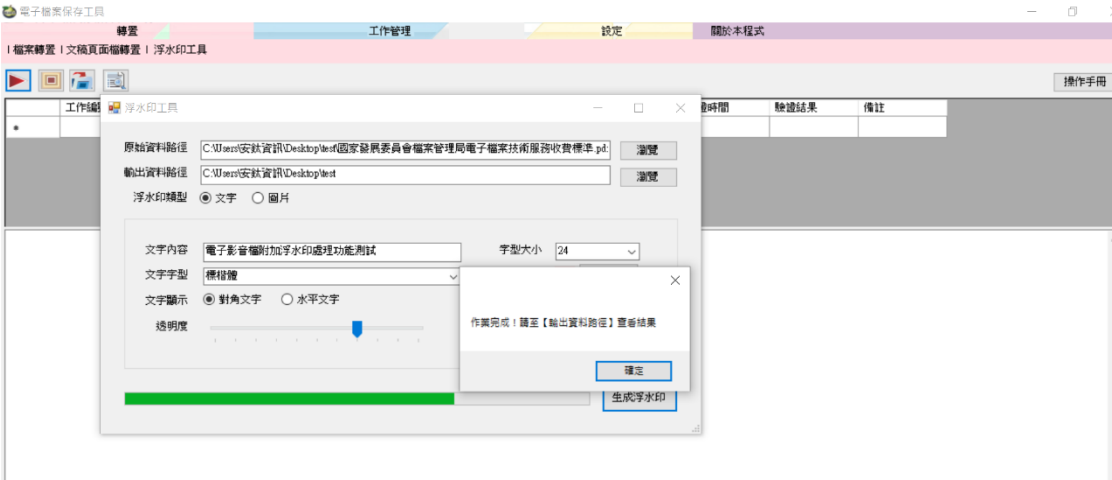 電子檔案保存工具
轉置 工作管理 設定 關於本程式
檔案轉置 | 文稿頁面檔轉置 | 浮水印工具
操作手冊
驗證結果 備註
浮水印工具
原始資料路徑 C:\Users\安鈦資訊\Desktop\test\國家發展委員會檔案管理局電子檔案技術服務收費標準.pd 瀏覽
輸出資料路徑 C:\Users\安鈦資訊\Desktop\test 瀏覽
浮水印類型 文字 圖片
文字內容 電子影音檔附加浮水印處理功能測試 字型大小 24
文字字型 標楷體
文字顯示 對角文字 水平文字
透明度
作業完成！請至【輸出資料路徑】查看結果
確定
生成浮水印